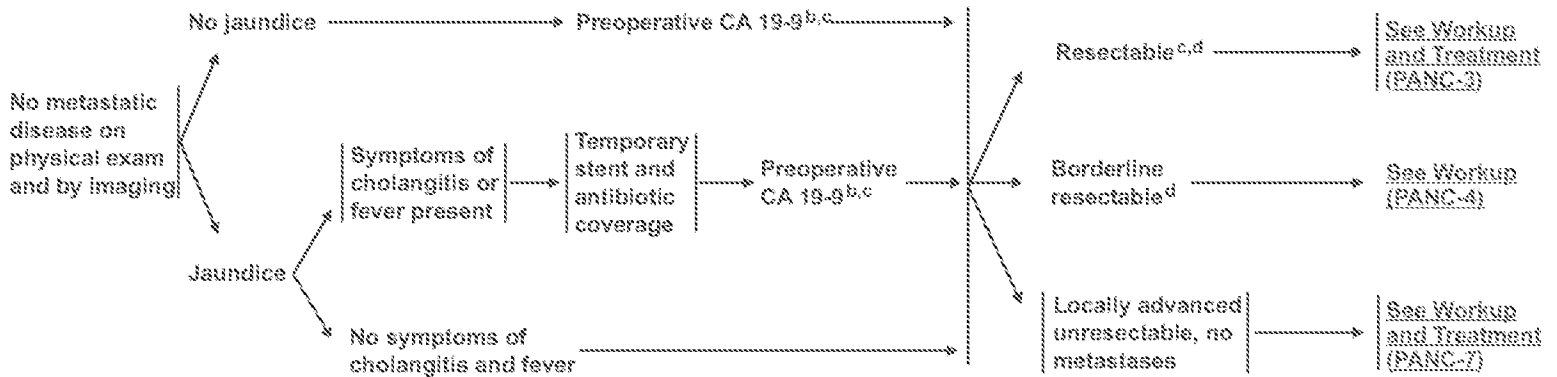 No jaundice
Preoperative CA 19-9b,c
No metastatic
disease on
physical exam
and by imaging
Symptoms of
cholangitis or
fever present
Temporary
stent and
antibiotic
coverage
Preoperative
CA 19-9b,c
Jaundice
No symptoms of
cholangitis and fever
Resectablec,d
See Workup
and Treatment
(PANC-3)
Borderline
resectabled
See Workup
(PANC-4)
Locally advanced
unresectable, no
metastases
See Workup
and Treatment
(PANC-7)